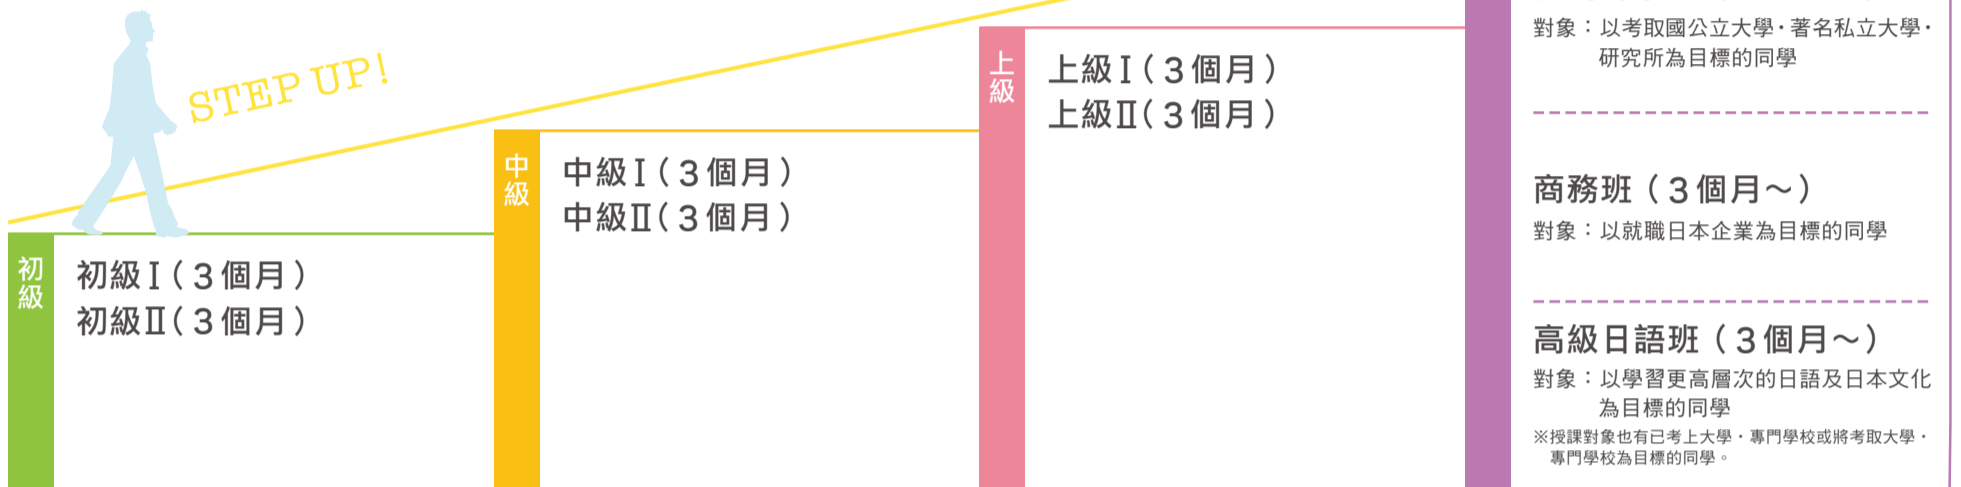 STEP UP!
初級
初級Ⅰ(3個月)
初級Ⅱ(3個月)
中級
中級Ⅰ(3個月)
中級Ⅱ(3個月)
上級
上級Ⅰ(3個月)
上級Ⅱ(3個月)
對象：以考取國公立大學・著名私立大學・
研究所為目標的同學
商務班（3個月～）
對象：以就職日本企業為目標的同學
高級日語班（3個月～）
對象：以學習更高層次的日語及日本文化
為目標的同學
※授課對象也有已考上大學・專門學校或將考取大學・
專門學校為目標的同學。